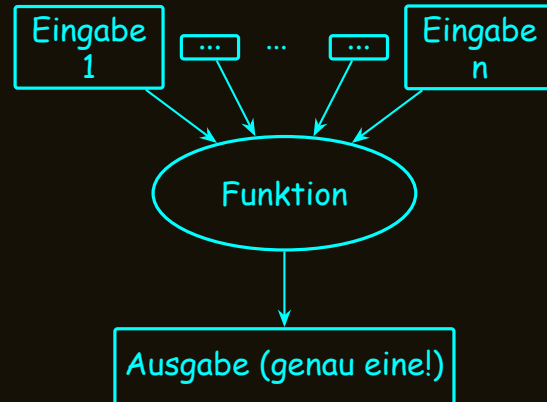 Eingabe
1
...
...
...
Eingabe
n
Funktion
Ausgabe (genau eine!)